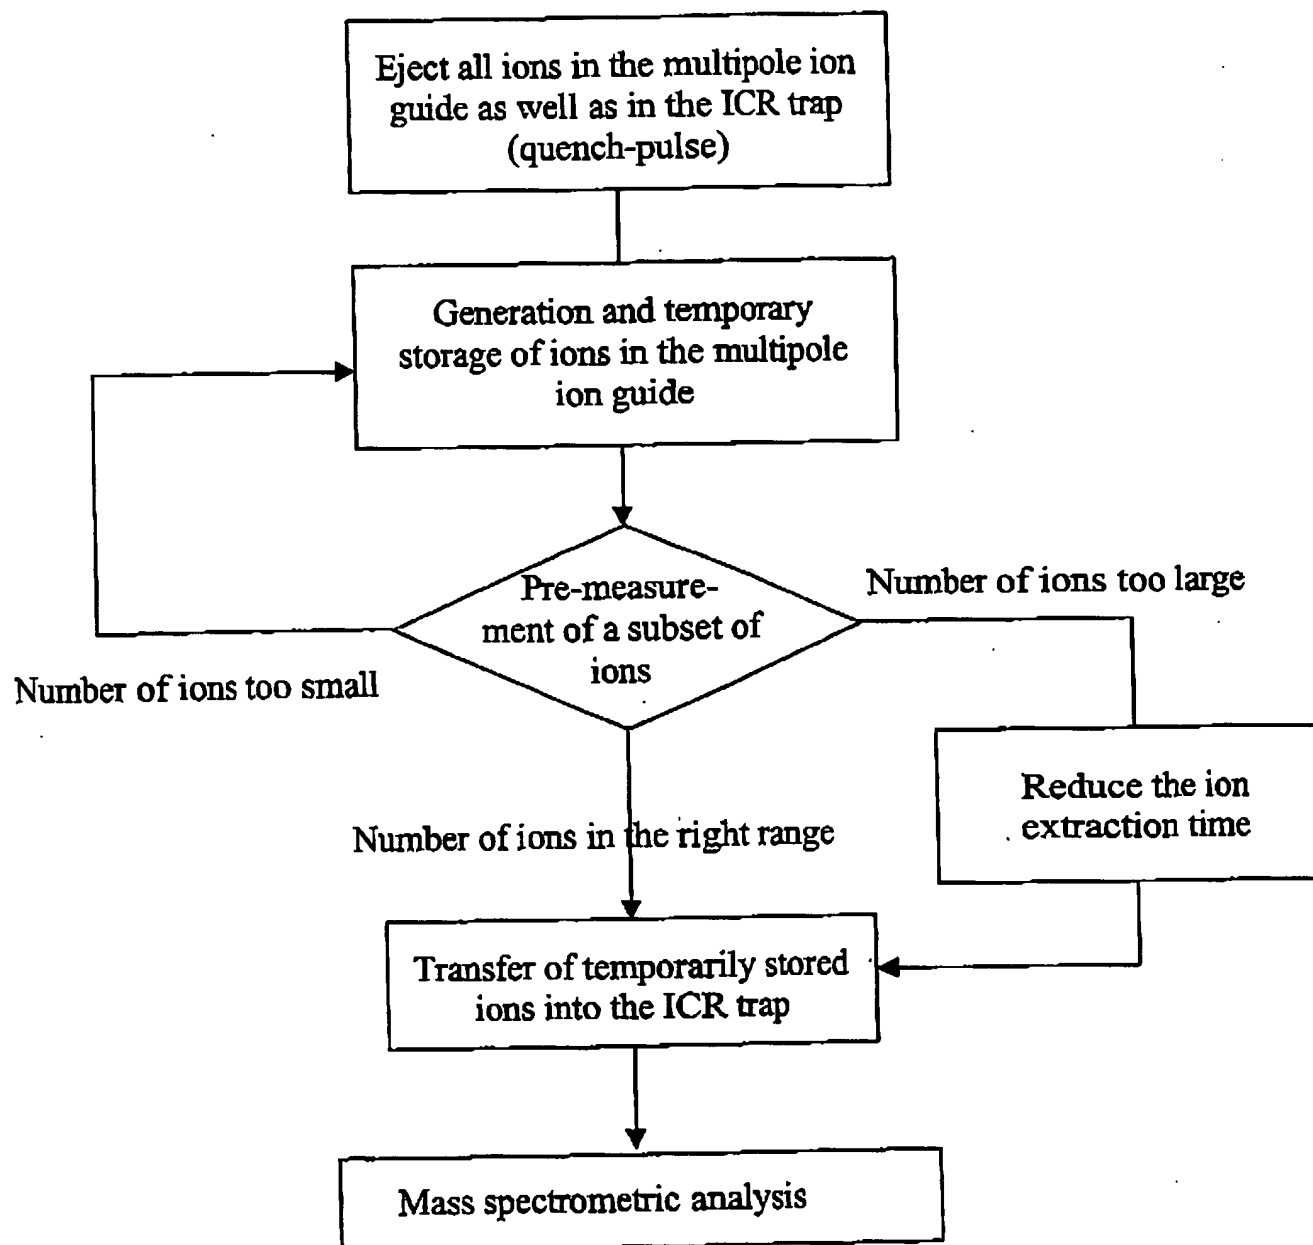 Eject all ions in the multipole ion
guide as well as in the ICR trap
(quench-pulse)
Generation and temporary
storage of ions in the multipole
ion guide
Pre-measure-
ment of a subset of
ions
Number of ions too large
Number of ions too small
Reduce the ion
extraction time
Number of ions in the right range
Transfer of temporarily stored
ions into the ICR trap
Mass spectrometric analysis